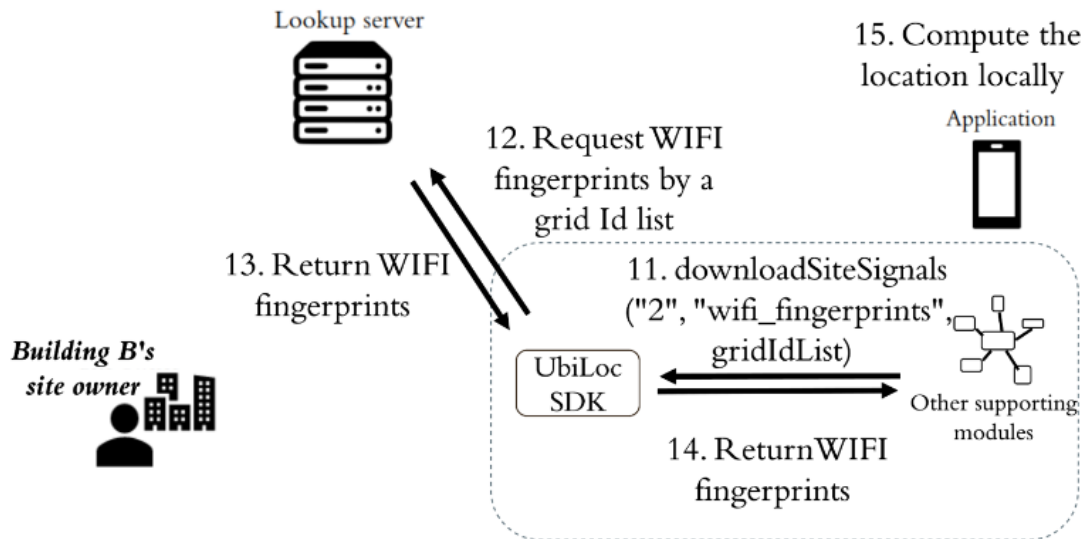 Lookup server
15. Compute the
location locally
Application
12. Request WIFI
fingerprints by a
grid Id list
13. Return WIFI
fingerprints
11. downloadSiteSignals
("2", "wifi_fingerprints",
gridIdList)
Building B's
site owner
UbiLoc
SDK
Other supporting
modules
14. ReturnWIFI
fingerprints